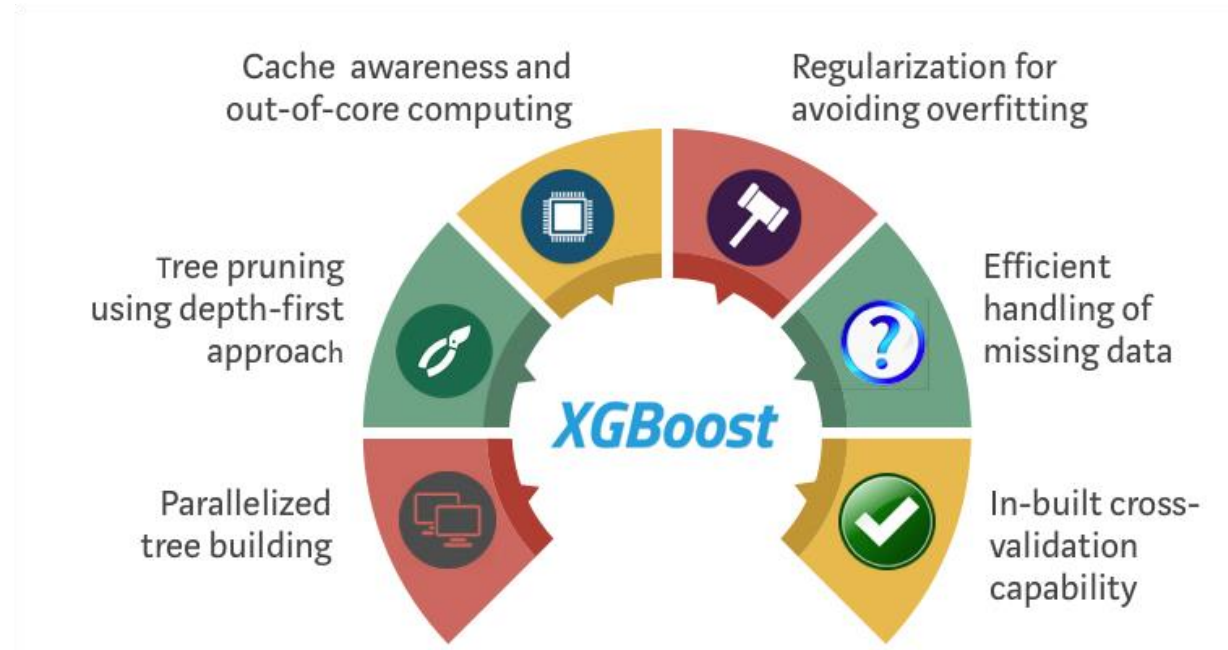 Cache awareness and
out-of-core computing
Regularization for
avoiding overfitting
Tree pruning
using depth-first
approach
Efficient
handling of
missing data
XGBoost
Parallelized
tree building
In-built cross-
validation
capability